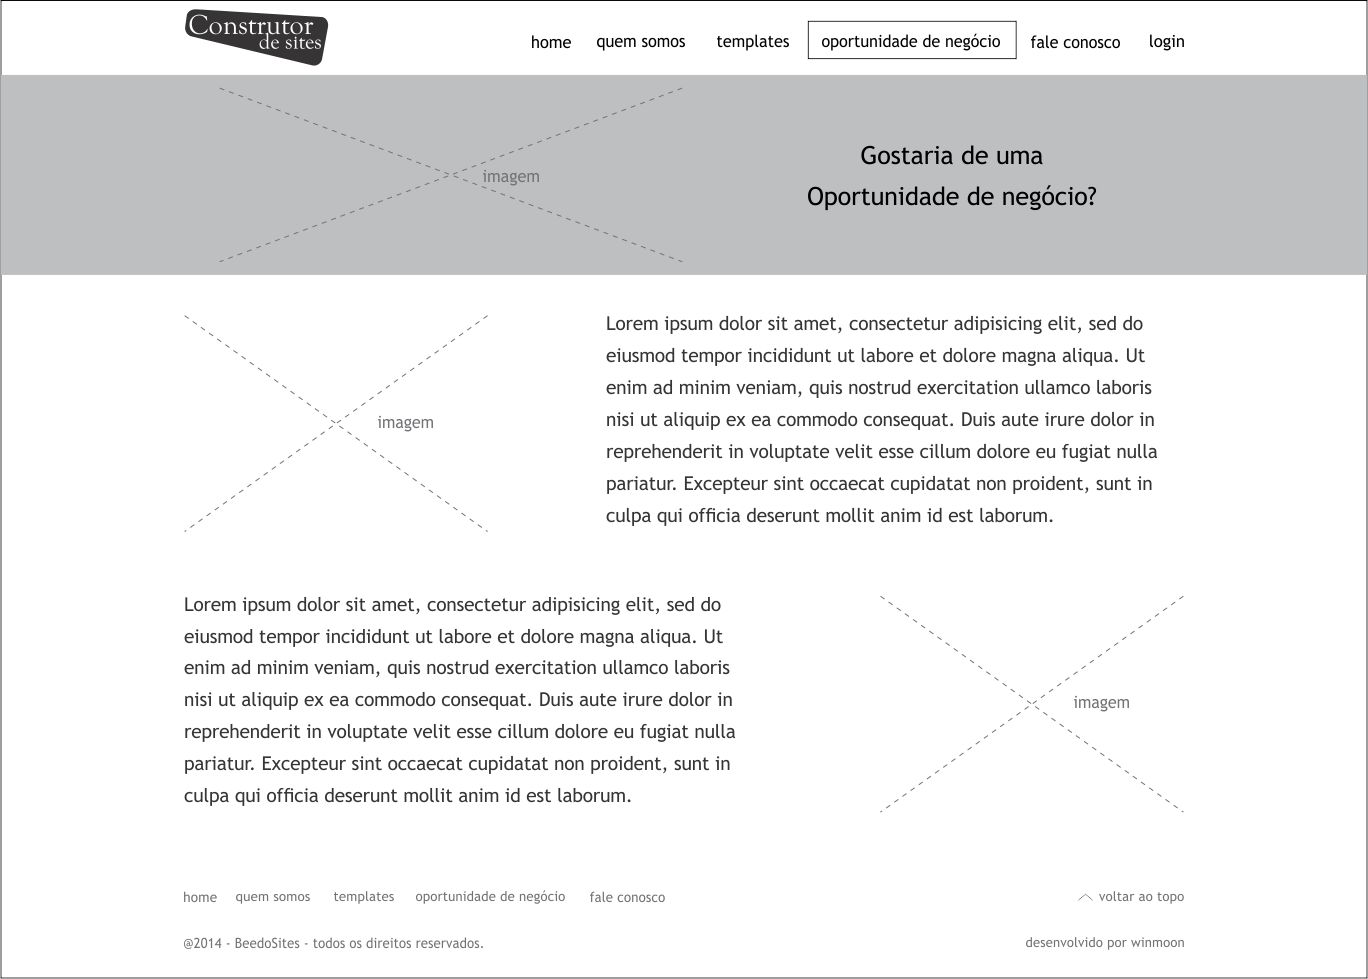 Construtor
de sites
home quem somos templates oportunidade de negócio fale conosco login
imagem
Gostaria de uma
Oportunidade de negócio?
imagem
Lorem ipsum dolor sit amet, consectetur adipisicing elit, sed do
eiusmod tempor incididunt ut labore et dolore magna aliqua. Ut
enim ad minim veniam, quis nostrud exercitation ullamco laboris
nisi ut aliquip ex ea commodo consequat. Duis aute irure dolor in
reprehenderit in voluptate velit esse cillum dolore eu fugiat nulla
pariatur. Excepteur sint occaecat cupidatat non proident, sunt in
culpa qui officia deserunt mollit anim id est laborum.
Lorem ipsum dolor sit amet, consectetur adipisicing elit, sed do
eiusmod tempor incididunt ut labore et dolore magna aliqua. Ut
enim ad minim veniam, quis nostrud exercitation ullamco laboris
nisi ut aliquip ex ea commodo consequat. Duis aute irure dolor in
reprehenderit in voluptate velit esse cillum dolore eu fugiat nulla
pariatur. Excepteur sint occaecat cupidatat non proident, sunt in
culpa qui officia deserunt mollit anim id est laborum.
imagem
home quem somos templates oportunidade de negócio fale conosco
voltar ao topo
@2014 - BeedoSites - todos os direitos reservados.
desenvolvido por winmoon